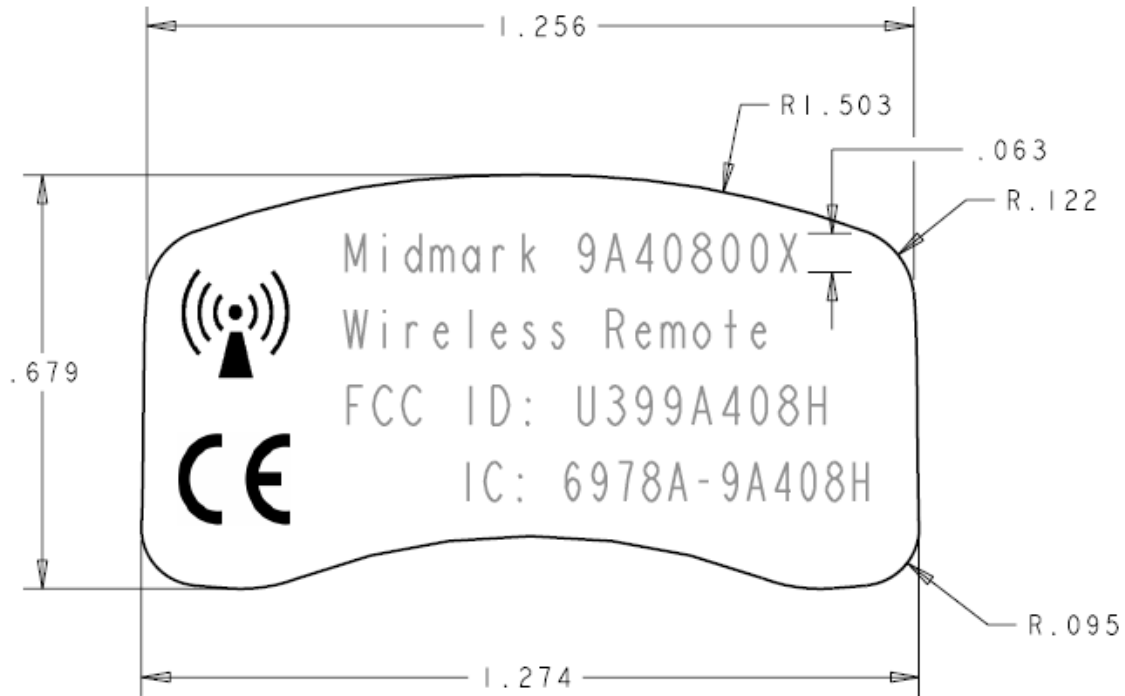 1.256
R1.503
.063
R.122
Midmark 9A40800X
Wireless Remote
.679
FCC ID: U399A408H
CE
IC: 6978A-9A408H
R.095
1.274